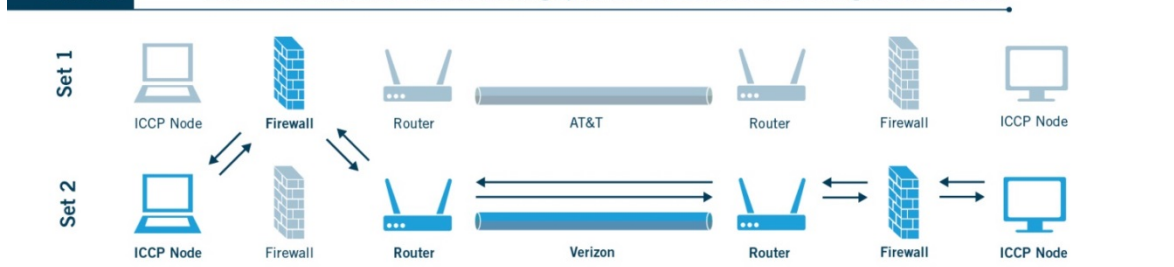 Set 1
ICCP Node Firewall Router AT&T Router Firewall ICCP Node
Set 2
ICCP Node Firewall Router Verizon Router Firewall ICCP Node